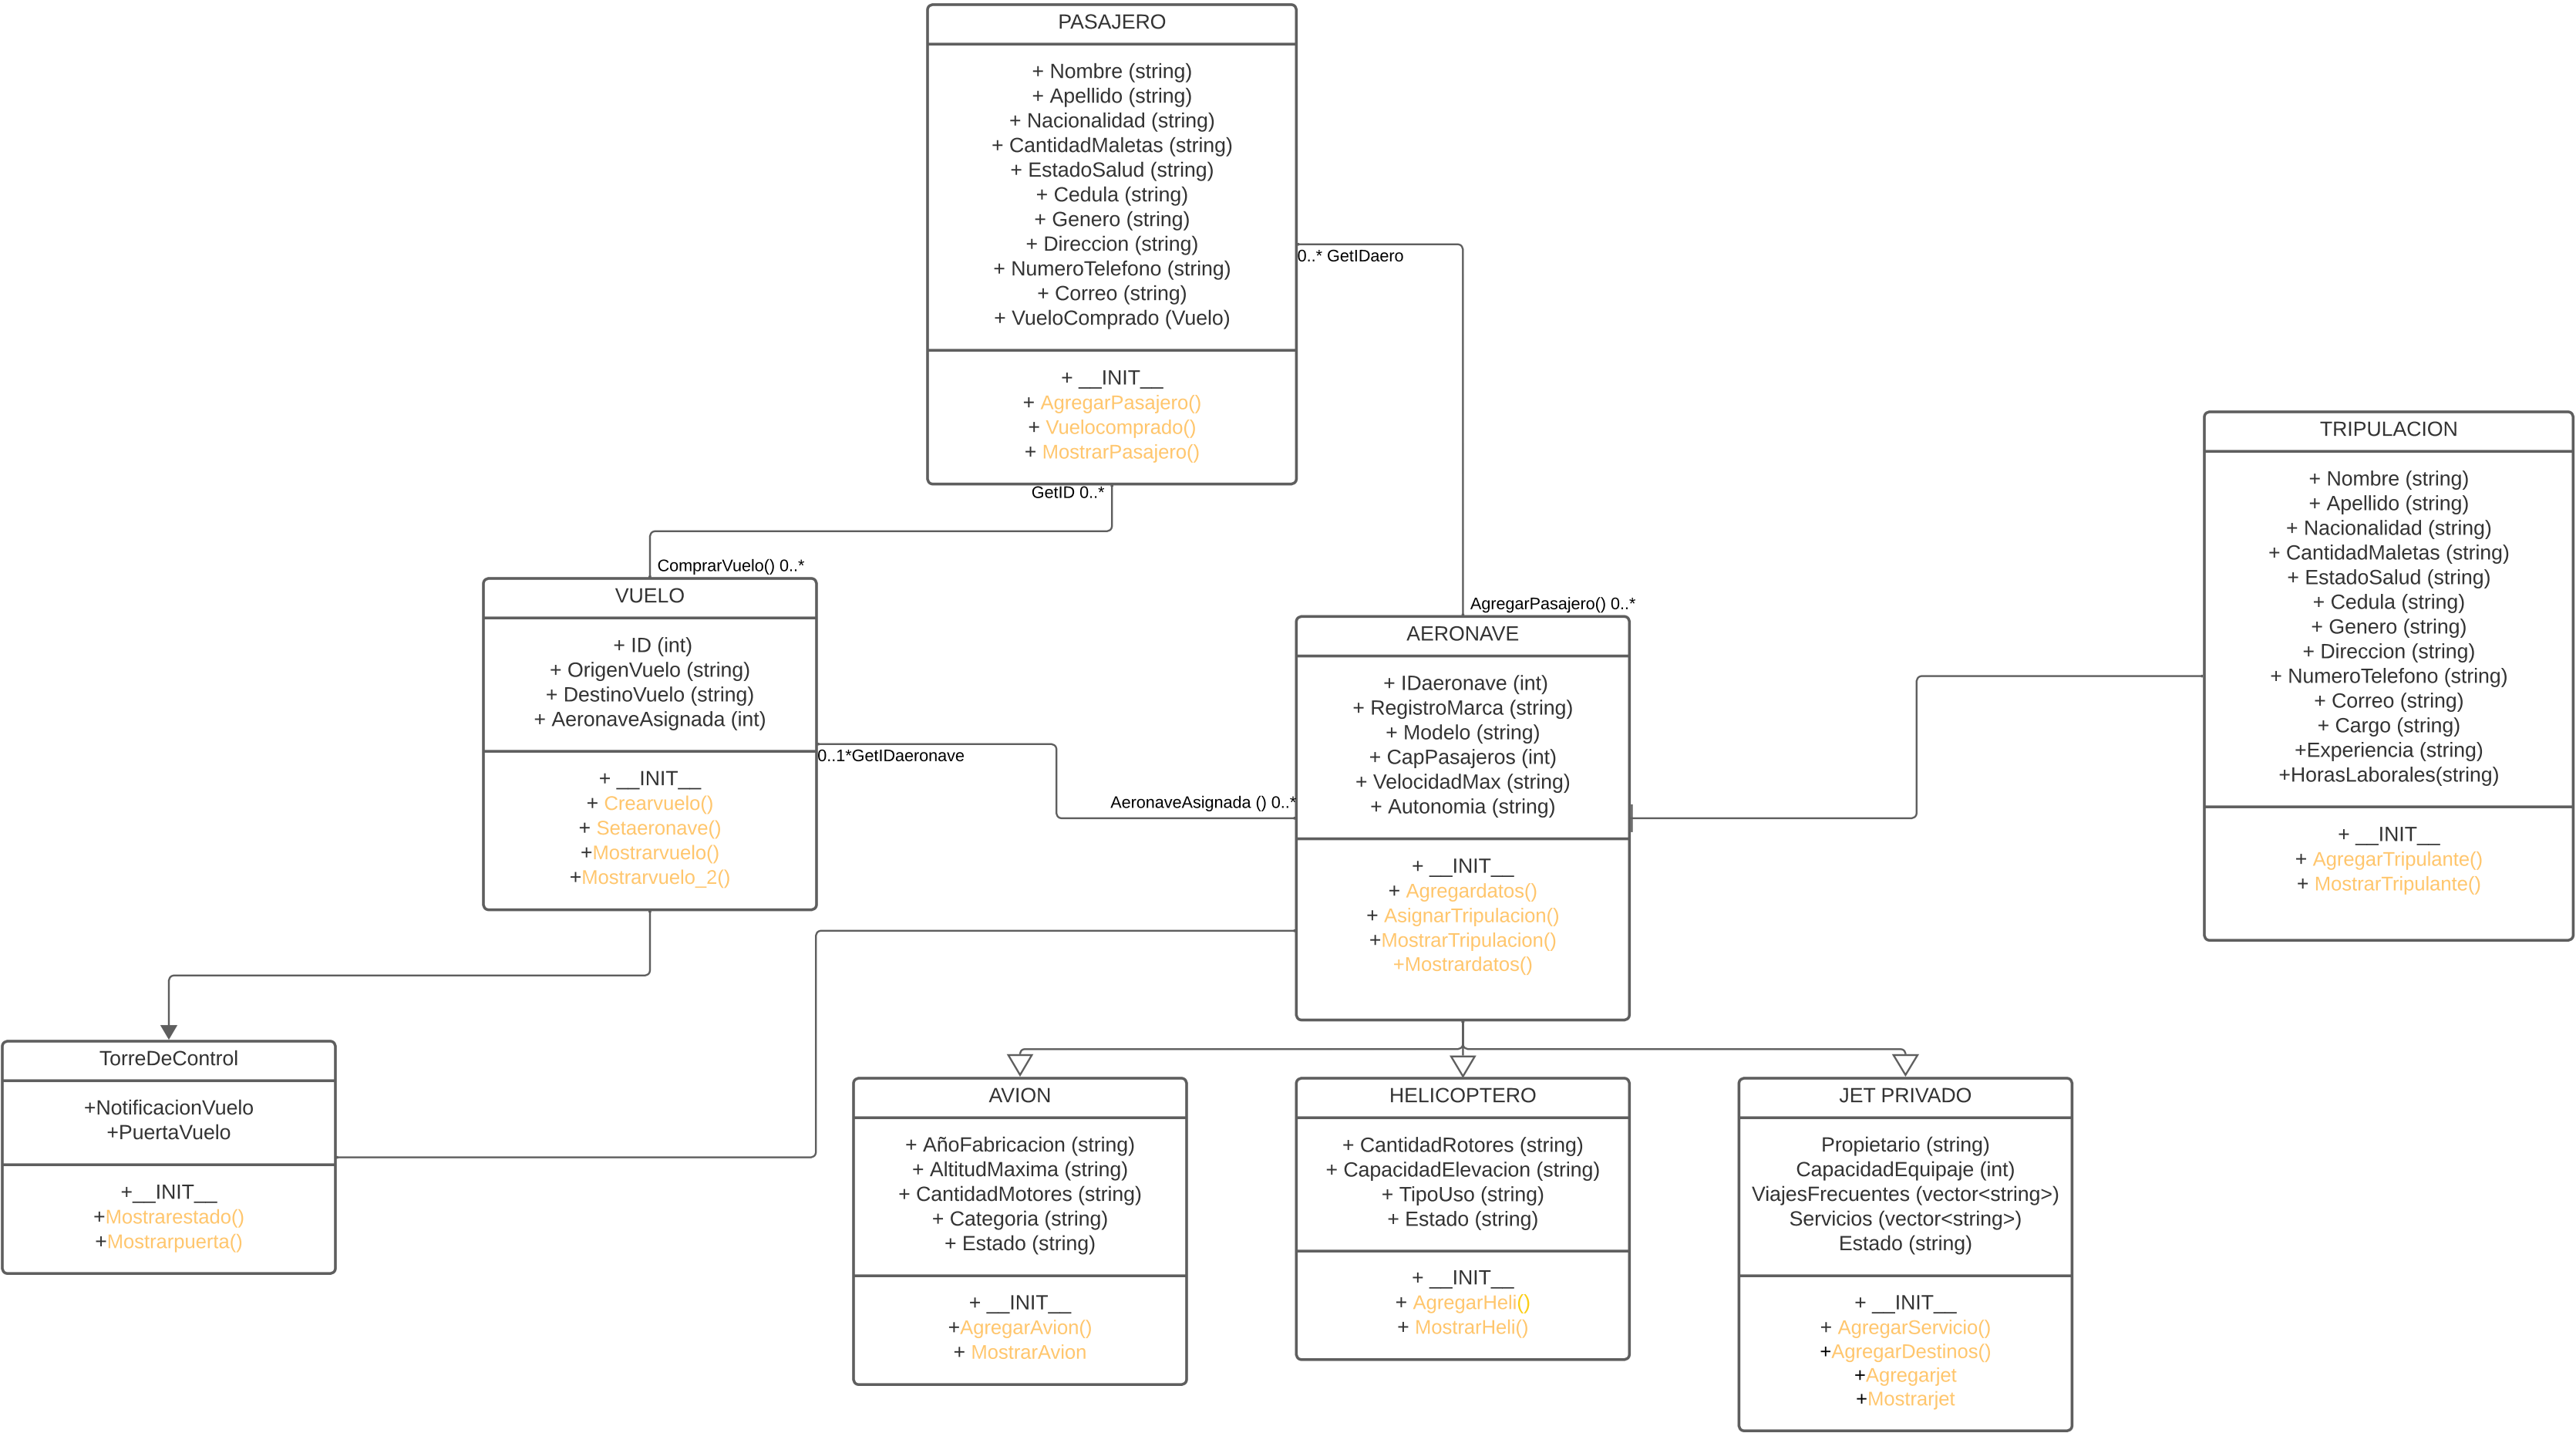 PASAJERO
+ Nombre (string)
+ Apellido (string)
+ Nacionalidad (string)
+ CantidadMaletas (string)
+ EstadoSalud (string)
+ Cedula (string)
+ Genero (string)
+ Direccion (string)
+ NumeroTelefono (string)
+ Correo (string)
+ VueloComprado (Vuelo)
+ __INIT__
+ AgregarPasajero()
+ Vuelocomprado()
+ MostrarPasajero()
0..* GetIDaero
GetID 0..*
ComprarVuelo() 0..*
AgregarPasajero() 0..*
TRIPULACION
+ Nombre (string)
+ Apellido (string)
+ Nacionalidad (string)
+ CantidadMaletas (string)
+ EstadoSalud (string)
+ Cedula (string)
+ Genero (string)
+ Direccion (string)
+ NumeroTelefono (string)
+ Correo (string)
+ Cargo (string)
+Experiencia (string)
+HorasLaborales(string)
+ __INIT__
+ AgregarTripulante()
+ MostrarTripulante()
VUELO
+ ID (int)
+ OrigenVuelo (string)
+ DestinoVuelo (string)
+ AeronaveAsignada (int)
+ __INIT__
+ Crearvuelo()
+ Setaeronave()
+Mostrarvuelo()
+Mostrarvuelo_2()
0..1*GetIDaeronave
AeronaveAsignada () 0..*
AERONAVE
+ IDaeronave (int)
+ RegistroMarca (string)
+ Modelo (string)
+ CapPasajeros (int)
+ VelocidadMax (string)
+ Autonomia (string)
+ __INIT__
+ Agregardatos()
+ AsignarTripulacion()
+MostrarTripulacion()
+Mostrardatos()
TorreDeControl
+NotificacionVuelo
+PuertaVuelo
+__INIT__
+Mostrarestado()
+Mostrarpuerta()
AVION
+ AñoFabricacion (string)
+ AltitudMaxima (string)
+ CantidadMotores (string)
+ Categoria (string)
+ Estado (string)
+ __INIT__
+AgregarAvion()
+ MostrarAvion
HELICOPTERO
+ CantidadRotores (string)
+ CapacidadElevacion (string)
+ TipoUso (string)
+ Estado (string)
+ __INIT__
+ AgregarHeli()
+ MostrarHeli()
JET PRIVADO
Propietario (string)
CapacidadEquipaje (int)
ViajesFrecuentes (vector<string>)
Servicios (vector<string>)
Estado (string)
+ __INIT__
+ AgregarServicio()
+AgregarDestinos()
+Agregarjet
+Mostrarjet